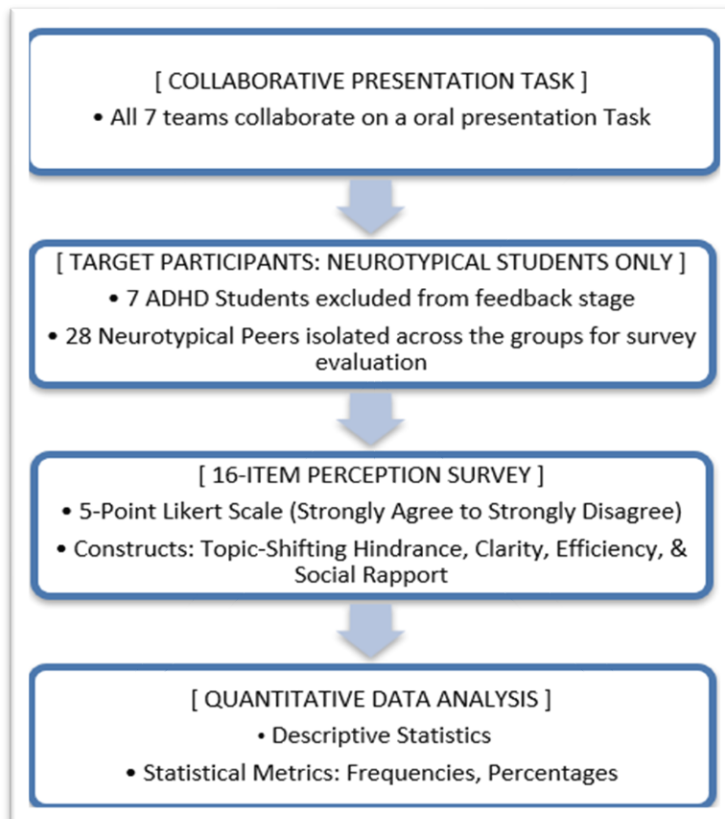 [ COLLABORATIVE PRESENTATION TASK ]
• All 7 teams collaborate on a oral presentation Task
[ TARGET PARTICIPANTS: NEUROTYPICAL STUDENTS ONLY ]
• 7 ADHD Students excluded from feedback stage
• 28 Neurotypical Peers isolated across the groups for survey
evaluation
[ 16-ITEM PERCEPTION SURVEY ]
• 5-Point Likert Scale (Strongly Agree to Strongly Disagree)
• Constructs: Topic-Shifting Hindrance, Clarity, Efficiency, &
Social Rapport
[ QUANTITATIVE DATA ANALYSIS ]
• Descriptive Statistics
• Statistical Metrics: Frequencies, Percentages